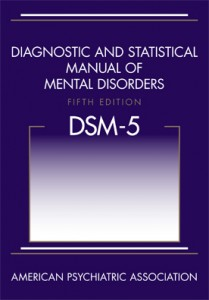 DIAGNOSTIC AND STATISTICAL
MANUAL OF
MENTAL DISORDERS
FIFTH EDITION
DSM-5
AMERICAN PSYCHIATRIC ASSOCIATION